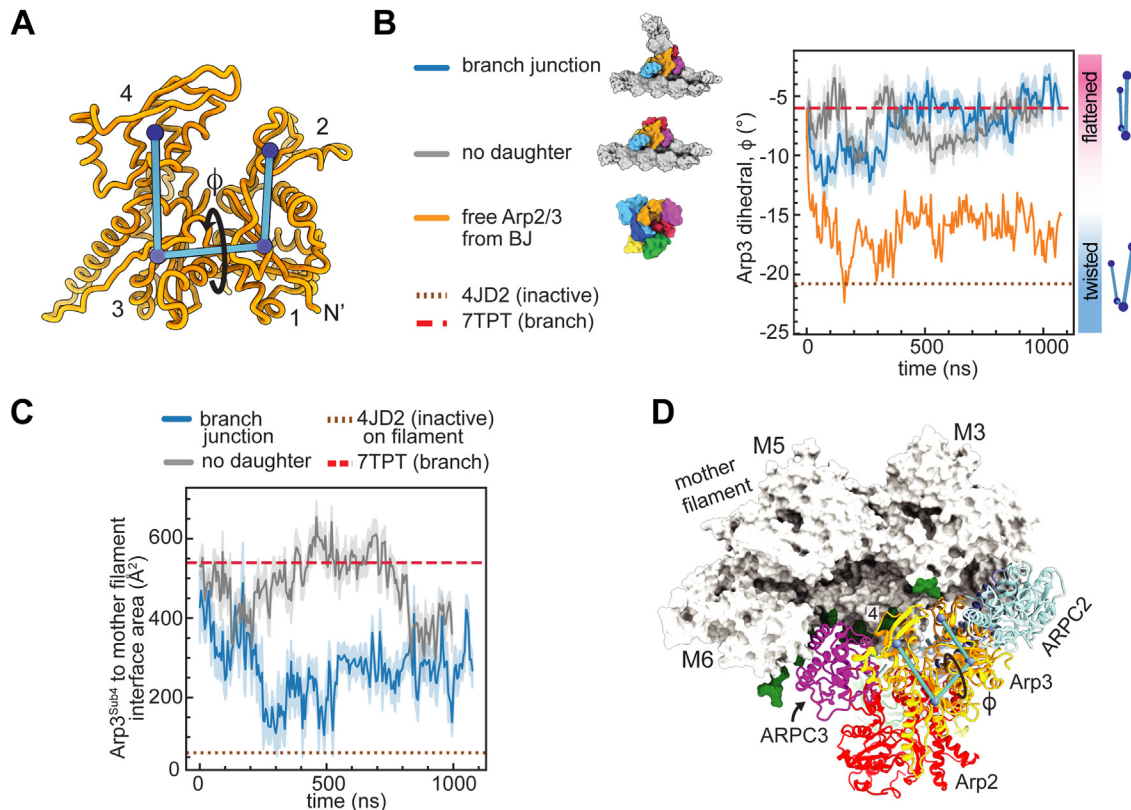 A
4
2
ϕ
3
1
N'
B
branch junction
no daughter
free Arp2/3
from BJ
4JD2 (inactive)
7TPT (branch)
Arp3 dihedral, ϕ (°)
-5
-10
-15
-20
-25
0
500
1000
time (ns)
flattened
twisted
C
branch
junction
no daughter
4JD2 (inactive)
on filament
7TPT (branch)
Arp3Sub4 to mother filament
interface area (Å²)
600
400
200
0
0
500
1000
time (ns)
D
M5
M3
mother
filament
4
M6
ARPC2
Arp3
ϕ
ARPC3
Arp2